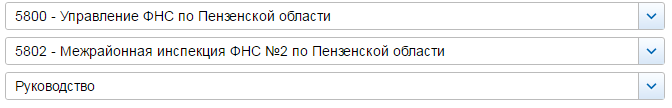 5800 - Управление ФНС по Пензенской области
5802 - Межрайонная инспекция ФНС №2 по Пензенской области
Руководство